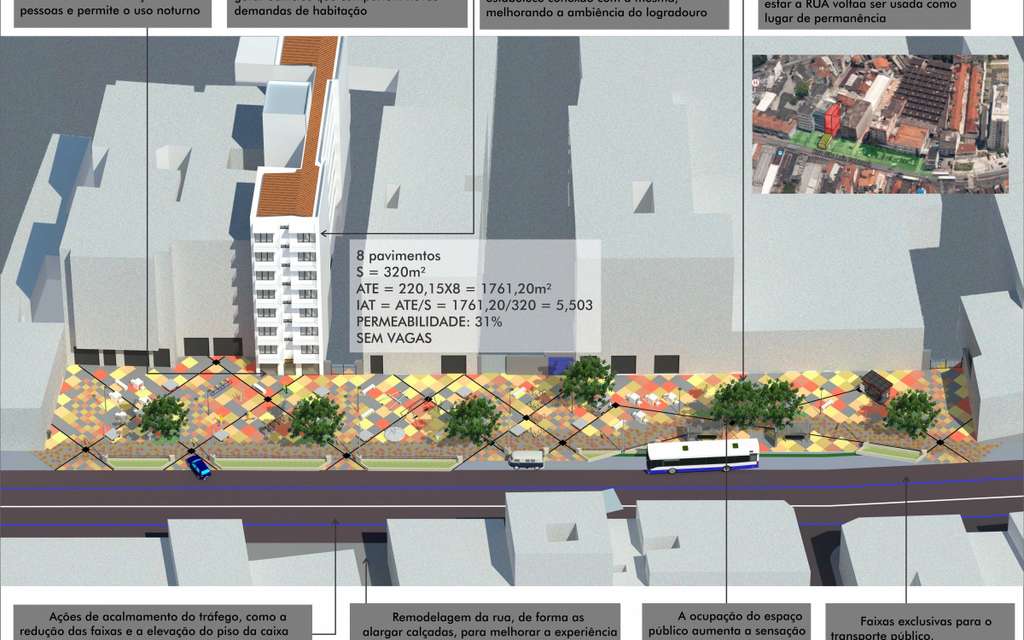 pessoas e permite o uso noturno
demandas de habitação
melhorando a ambiência do logradouro
estar a RUA voltaa ser usada como
lugar de permanência
8 pavimentos
S = 320m²
ATE = 220,15X8 = 1761,20m²
IAT = ATE/S = 1761,20/320 = 5,503
PERMEABILIDADE: 31%
SEM VAGAS
Ações de acalmamento do tráfego, como a
redução das faixas e a elevação do piso da caixa
Remodelagem da rua, de forma as
alargar calçadas, para melhorar a experiência
A ocupação do espaço
público aumenta a sensação
Faixas exclusivas para o
transporte público.